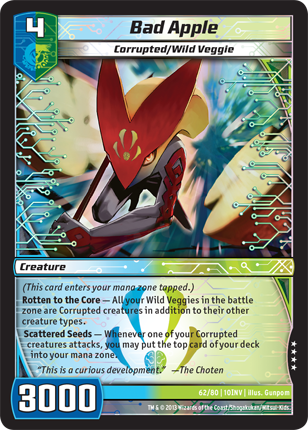 4
Bad Apple
Corrupted/Wild Veggie
Creature
(This card enters your mana zone tapped.)
Rotten to the Core — All your Wild Veggies in the battle
zone are Corrupted creatures in addition to their other
creature types.
Scattered Seeds — Whenever one of your Corrupted
creatures attacks, you may put the top card of your deck
into your mana zone.
"This is a curious development." —The Choten
3000
62/80 | 10INV | Illus. Gunpom
TM & © 2013 Wizards of the Coast/Shogakukan/Mitsui-Kids.